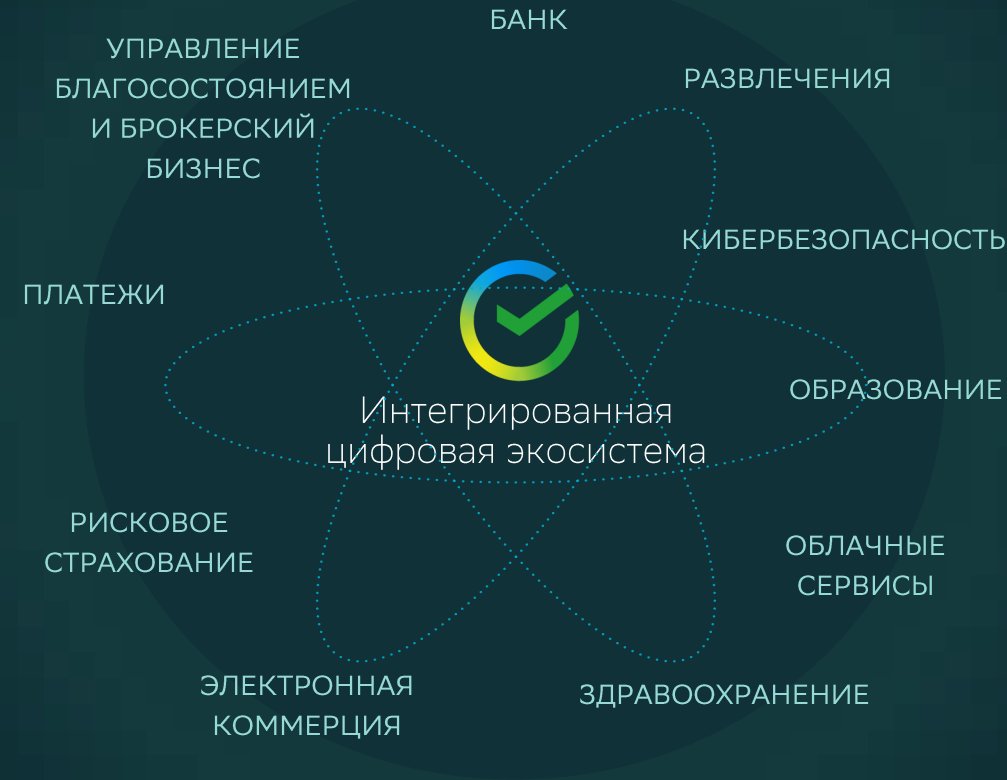 БАНК
УПРАВЛЕНИЕ
БЛАГОСОСТОЯНИЕМ
И БРОКЕРСКИЙ
БИЗНЕС
РАЗВЛЕЧЕНИЯ
КИБЕРБЕЗОПАСНОСТЬ
ПЛАТЕЖИ
ОБРАЗОВАНИЕ
Интегрированная
цифровая экосистема
РИСКОВОЕ
СТРАХОВАНИЕ
ОБЛАЧНЫЕ
СЕРВИСЫ
ЭЛЕКТРОННАЯ
КОММЕРЦИЯ
ЗДРАВООХРАНЕНИЕ